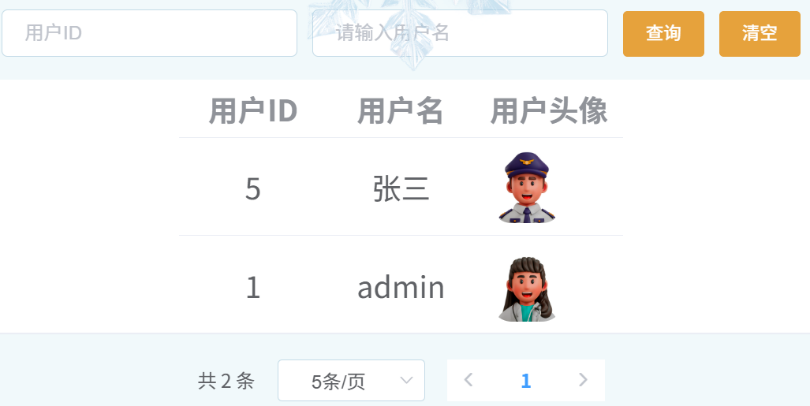 用户ID 请输入用户名 查询 清空
用户ID 用户名 用户头像
5 张三
1 admin
共 2 条 5条/页 1